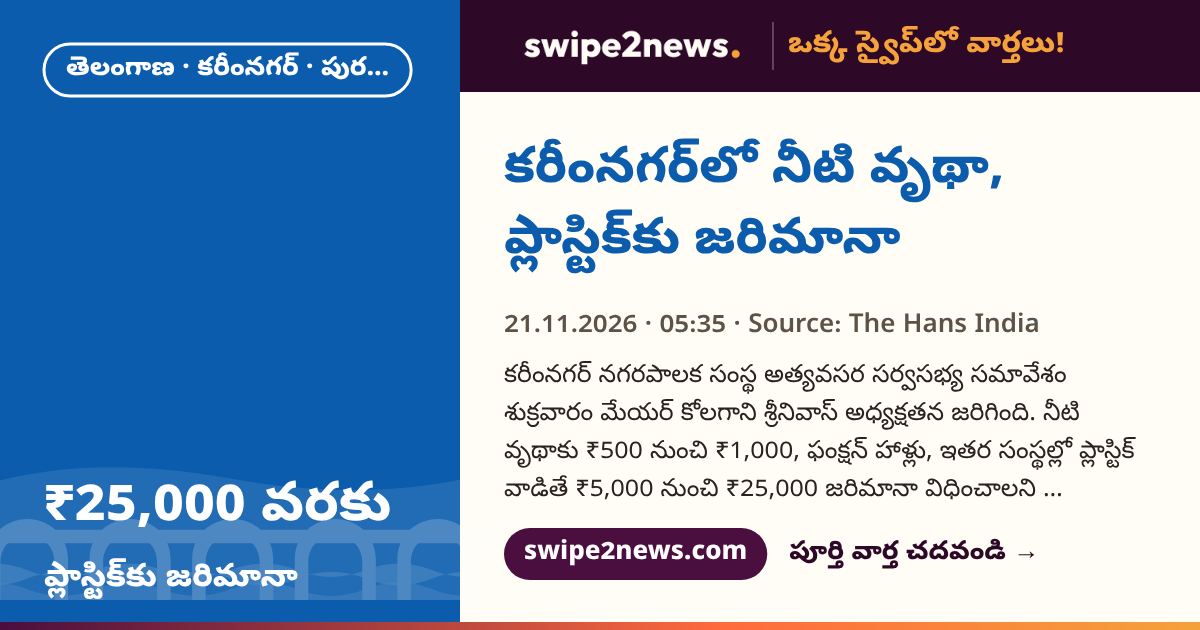 తెలంగాణ · కరీంనగర్ · పుర...
swipe2news.
ఒక్క స్వైప్‌లో వార్తలు!
కరీంనగర్‌లో నీటి వృథా,
ప్లాస్టిక్‌కు జరిమానా
21.11.2026 · 05:35 · Source: The Hans India
కరీంనగర్ నగరపాలక సంస్థ అత్యవసర సర్వసభ్య సమావేశం
శుక్రవారం మేయర్ కోలగాని శ్రీనివాస్ అధ్యక్షతన జరిగింది. నీటి
వృథాకు ₹500 నుంచి ₹1,000, ఫంక్షన్ హాళ్లు, ఇతర సంస్థల్లో ప్లాస్టిక్
వాడితే ₹5,000 నుంచి ₹25,000 జరిమానా విధించాలని ...
₹25,000 వరకు
ప్లాస్టిక్‌కు జరిమానా
swipe2news.com
పూర్తి వార్త చదవండి →